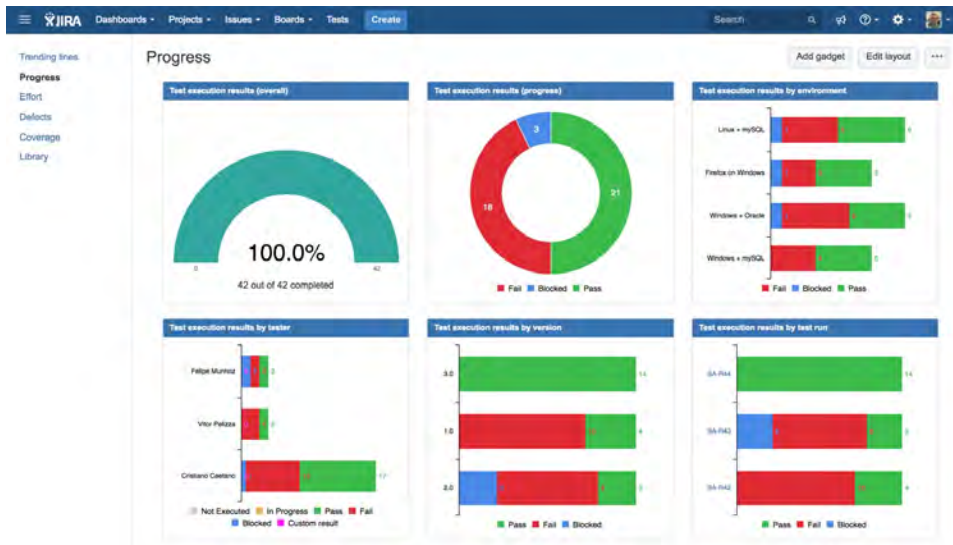 JIRA Dashboards Projects Issues Boards Tests Create Search
Trending lines
Progress
Effort
Defects
Coverage
Library
Progress
Add gadget Edit layout ...
Test execution results (overall)
100.0%
0 42
42 out of 42 completed
Test execution results (progress)
3
18
21
Fail Blocked Pass
Test execution results by environment
Linux + mySQL
Firefox on Windows
Windows + Oracle
Windows + mySQL
Fail Blocked Pass
Test execution results by tester
Felipe Murnoz 2
Vitor Pelizza 2
Cristiano Caetano 17
Not Executed In Progress Pass Fail
Blocked Custom result
Test execution results by version
3.0 14
1.0 4
2.0
Pass Fail Blocked
Test execution results by test run
SA-R44 14
SA-R43
SA-R42 4
Pass Fail Blocked